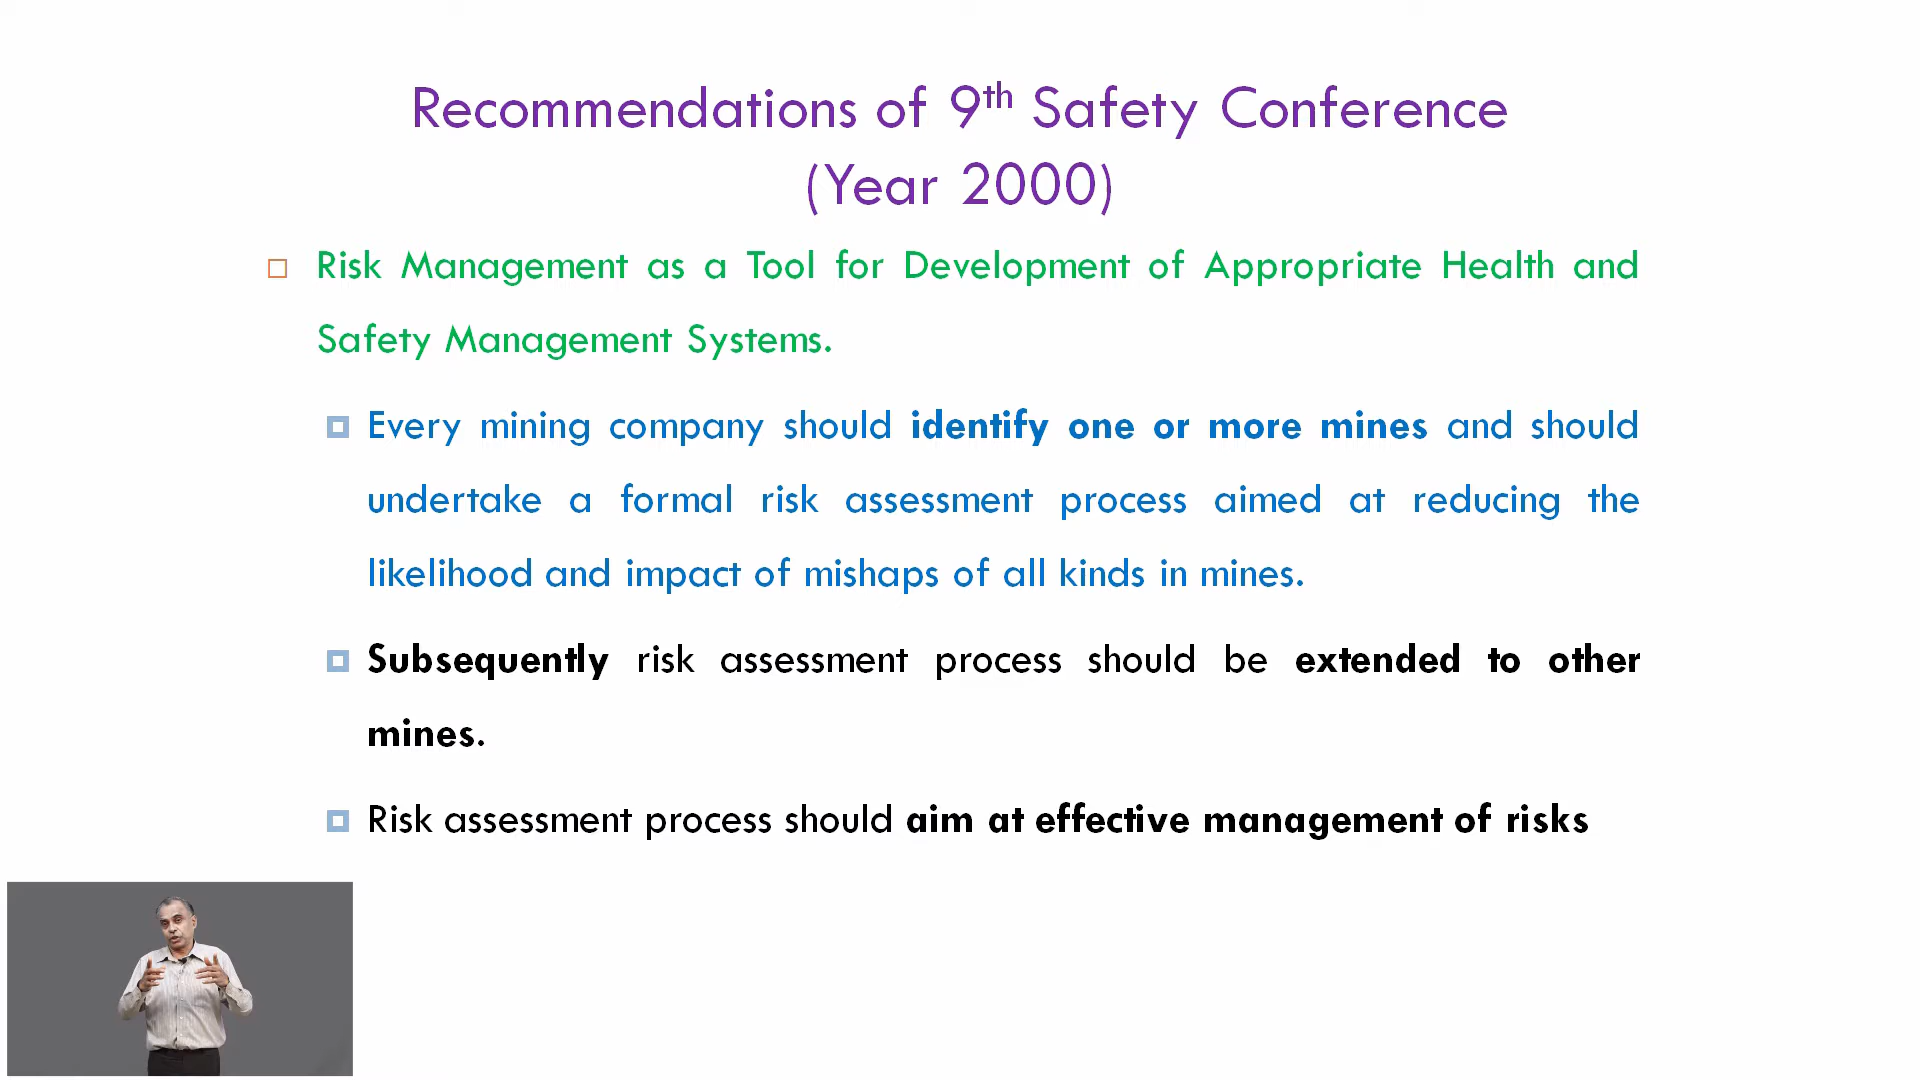 Recommendations of 9th Safety Conference
(Year 2000)
Risk Management as a Tool for Development of Appropriate Health and
Safety Management Systems.
Every mining company should identify one or more mines and should
undertake a formal risk assessment process aimed at reducing the
likelihood and impact of mishaps of all kinds in mines.
Subsequently risk assessment process should be extended to other
mines.
Risk assessment process should aim at effective management of risks